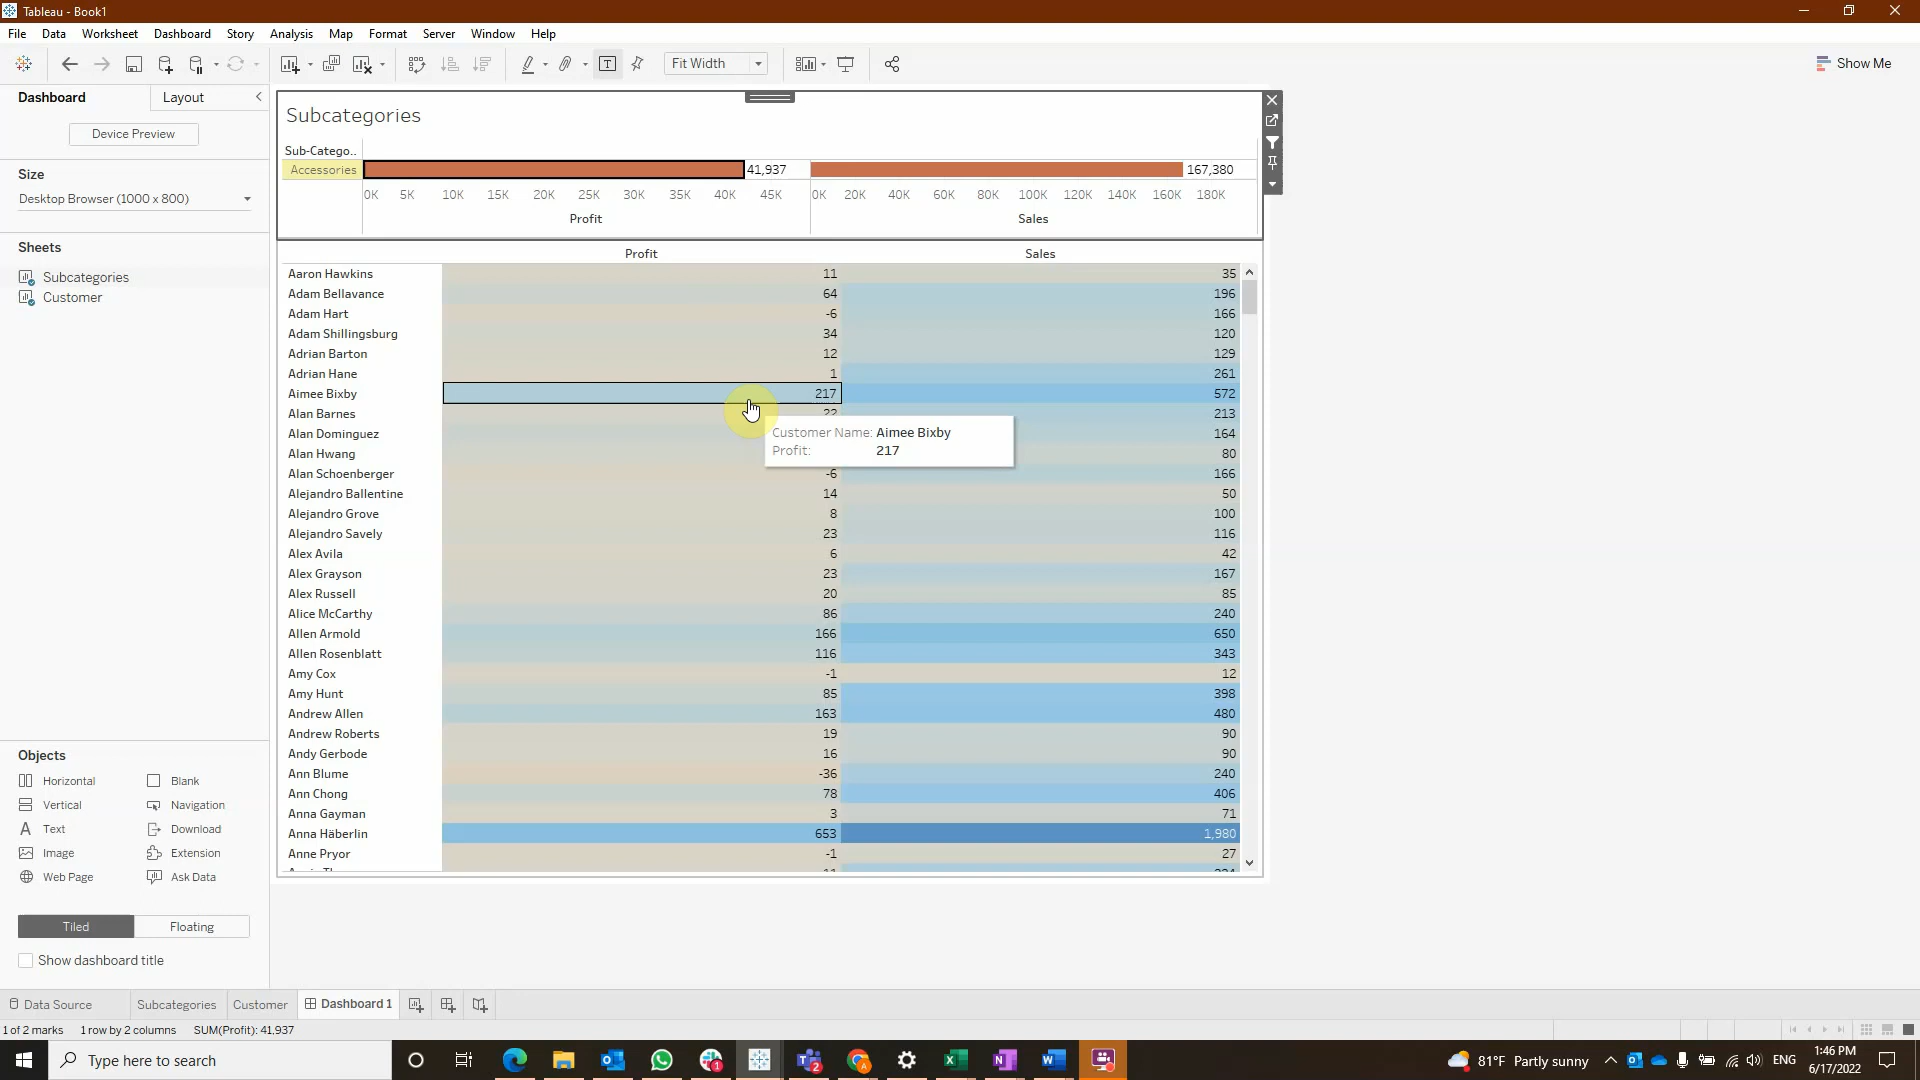 Tableau - Book1
File Data Worksheet Dashboard Story Analysis Map Format Server Window Help
Fit Width
Show Me
Dashboard Layout
Device Preview
Size
Desktop Browser (1000 x 800)
Sheets
Subcategories
Customer
Subcategories
Sub-Catego..
Accessories 41,937 167,380
0K 5K 10K 15K 20K 25K 30K 35K 40K 45K 0K 20K 40K 60K 80K 100K 120K 140K 160K 180K
Profit Sales
Profit Sales
Aaron Hawkins 11 35
Adam Bellavance 64 196
Adam Hart -6 166
Adam Shillingsburg 34 120
Adrian Barton 12 129
Adrian Hane 1 261
Aimee Bixby 217 572
Alan Barnes 22 213
Alan Dominguez 164
Alan Hwang 80
Customer Name: Aimee Bixby
Profit: 217
Alan Schoenberger -6 166
Alejandro Ballentine 14 50
Alejandro Grove 8 100
Alejandro Savely 23 116
Alex Avila 6 42
Alex Grayson 23 167
Alex Russell 20 85
Alice McCarthy 86 240
Allen Armold 166 650
Allen Rosenblatt 116 343
Amy Cox -1 12
Amy Hunt 85 398
Andrew Allen 163 480
Andrew Roberts 19 90
Andy Gerbode 16 90
Ann Blume -36 240
Ann Chong 78 406
Anna Gayman 3 71
Anna Häberlin 653 1,980
Anne Pryor -1 27
Objects
Horizontal Blank
Vertical Navigation
Text Download
Image Extension
Web Page Ask Data
Tiled Floating
Show dashboard title
Data Source Subcategories Customer Dashboard 1
1 of 2 marks 1 row by 2 columns SUM(Profit): 41,937
Type here to search
81°F Partly sunny
ENG
1:46 PM
6/17/2022